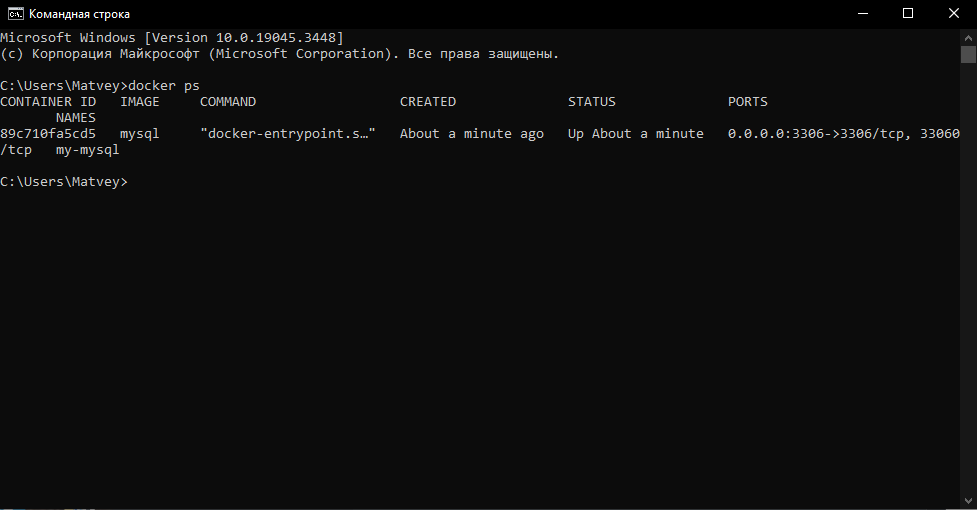 Командная строка
Microsoft Windows [Version 10.0.19045.3448]
(c) Корпорация Майкрософт (Microsoft Corporation). Все права защищены.
C:\Users\Matvey>docker ps
CONTAINER ID   IMAGE     COMMAND                  CREATED              STATUS              PORTS
       NAMES
89c710fa5cd5   mysql     "docker-entrypoint.s…"   About a minute ago   Up About a minute   0.0.0.0:3306->3306/tcp, 33060
/tcp   my-mysql
C:\Users\Matvey>